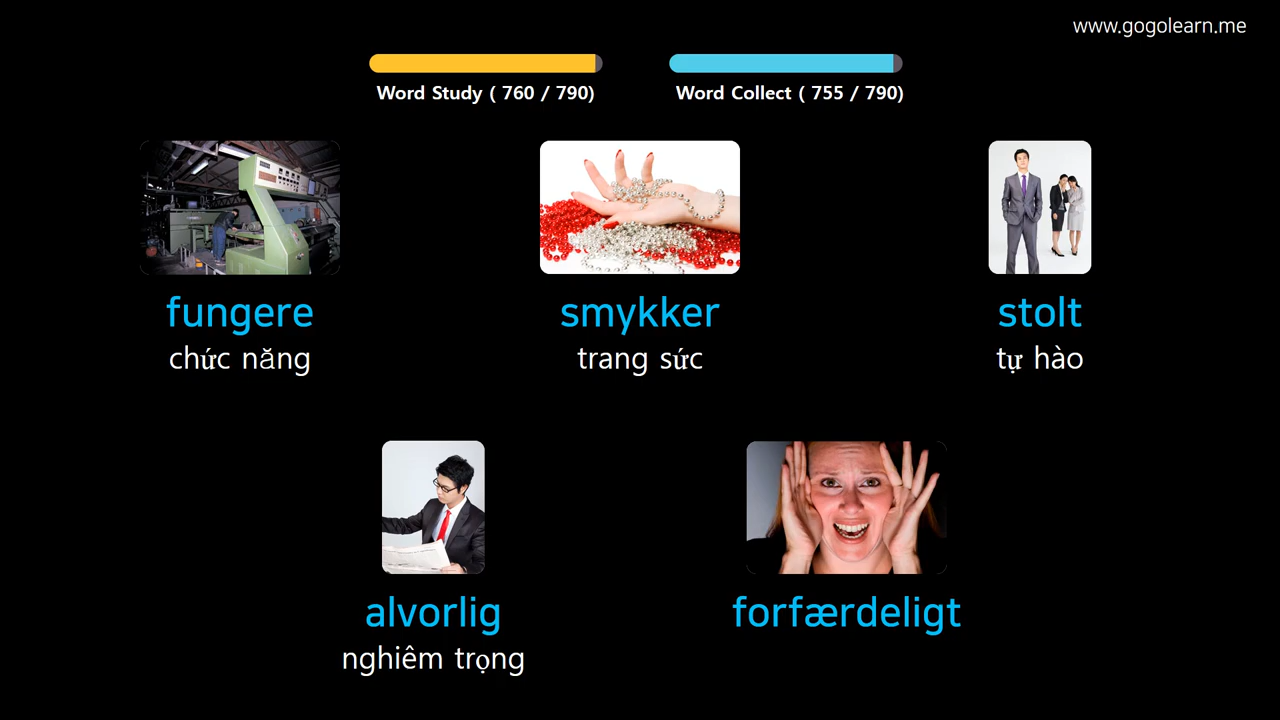 www.gogolearn.me
Word Study ( 760 / 790)
Word Collect ( 755 / 790)
fungere
chức năng
smykker
trang sức
stolt
tự hào
alvorlig
nghiêm trọng
forfærdeligt